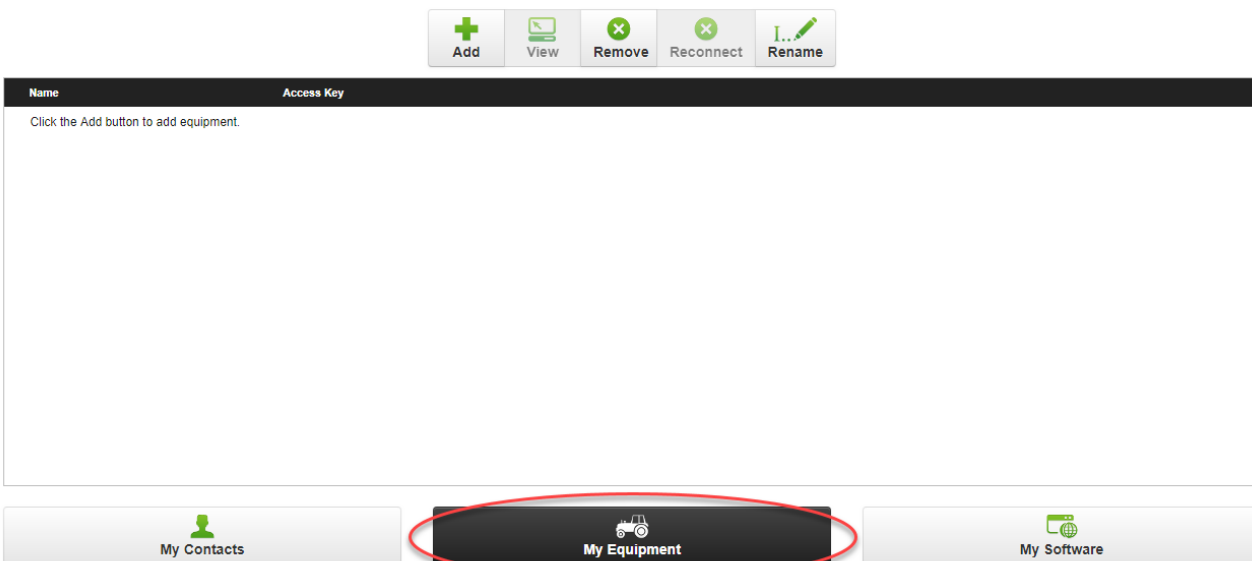 Add View Remove Reconnect Rename
Name Access Key
Click the Add button to add equipment.
My Contacts My Equipment My Software